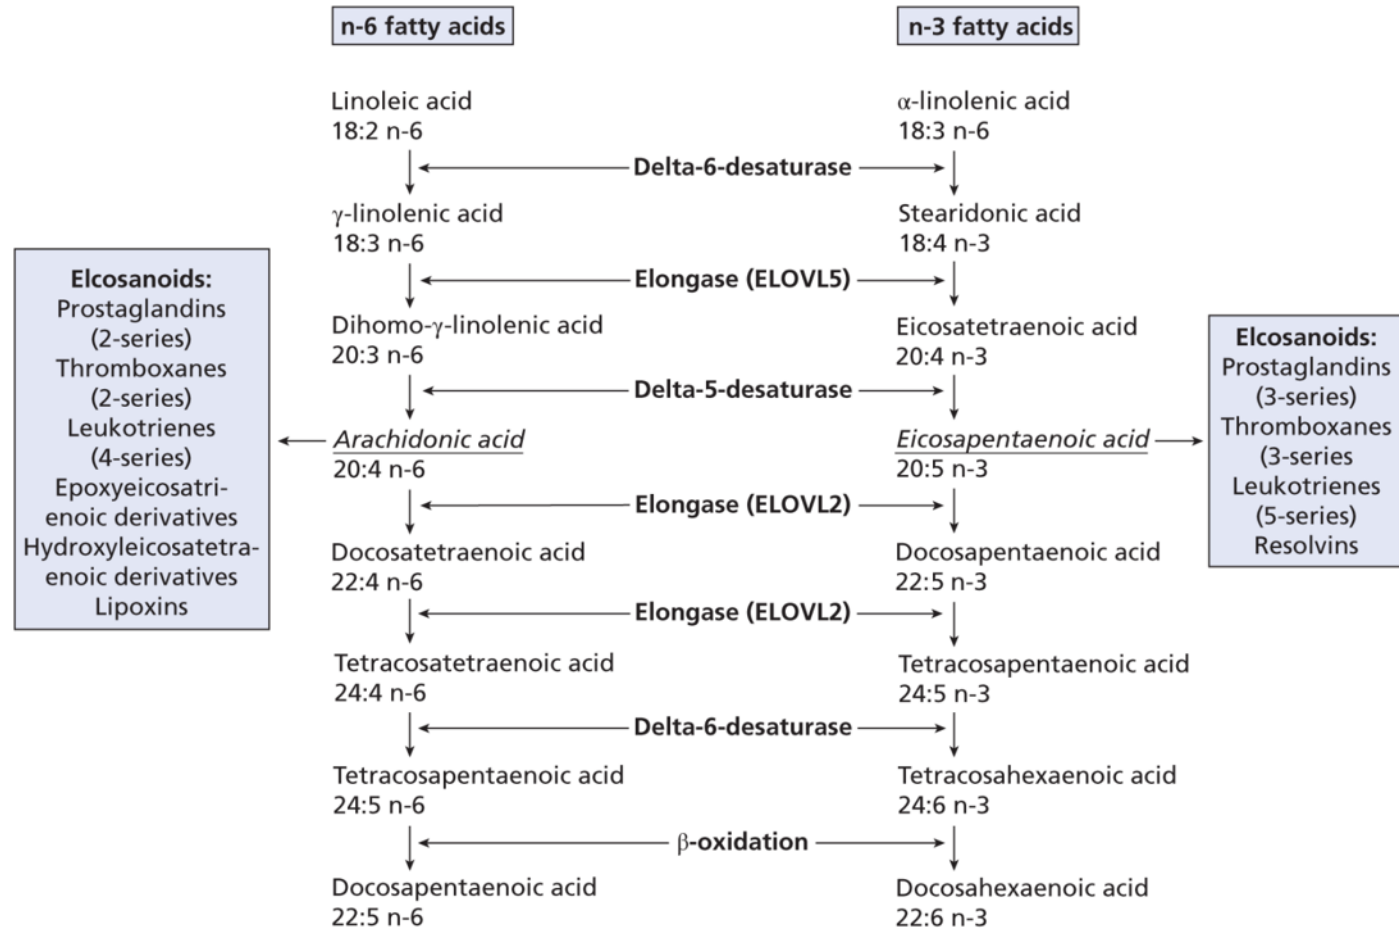 n-6 fatty acids
n-3 fatty acids
Linoleic acid
18:2 n-6
α-linolenic acid
18:3 n-6
Delta-6-desaturase
γ-linolenic acid
18:3 n-6
Stearidonic acid
18:4 n-3
Elongase (ELOVL5)
Dihomo-γ-linolenic acid
20:3 n-6
Eicosatetraenoic acid
20:4 n-3
Delta-5-desaturase
Arachidonic acid
20:4 n-6
Eicosapentaenoic acid
20:5 n-3
Elongase (ELOVL2)
Docosatetraenoic acid
22:4 n-6
Docosapentaenoic acid
22:5 n-3
Elongase (ELOVL2)
Tetracosatetraenoic acid
24:4 n-6
Tetracosapentaenoic acid
24:5 n-3
Delta-6-desaturase
Tetracosapentaenoic acid
24:5 n-6
Tetracosahexaenoic acid
24:6 n-3
β-oxidation
Docosapentaenoic acid
22:5 n-6
Docosahexaenoic acid
22:6 n-3
Elcosanoids:
Prostaglandins
(2-series)
Thromboxanes
(2-series)
Leukotrienes
(4-series)
Epoxyeicosatri-
enoic derivatives
Hydroxyleicosatetra-
enoic derivatives
Lipoxins
Elcosanoids:
Prostaglandins
(3-series)
Thromboxanes
(3-series
Leukotrienes
(5-series)
Resolvins